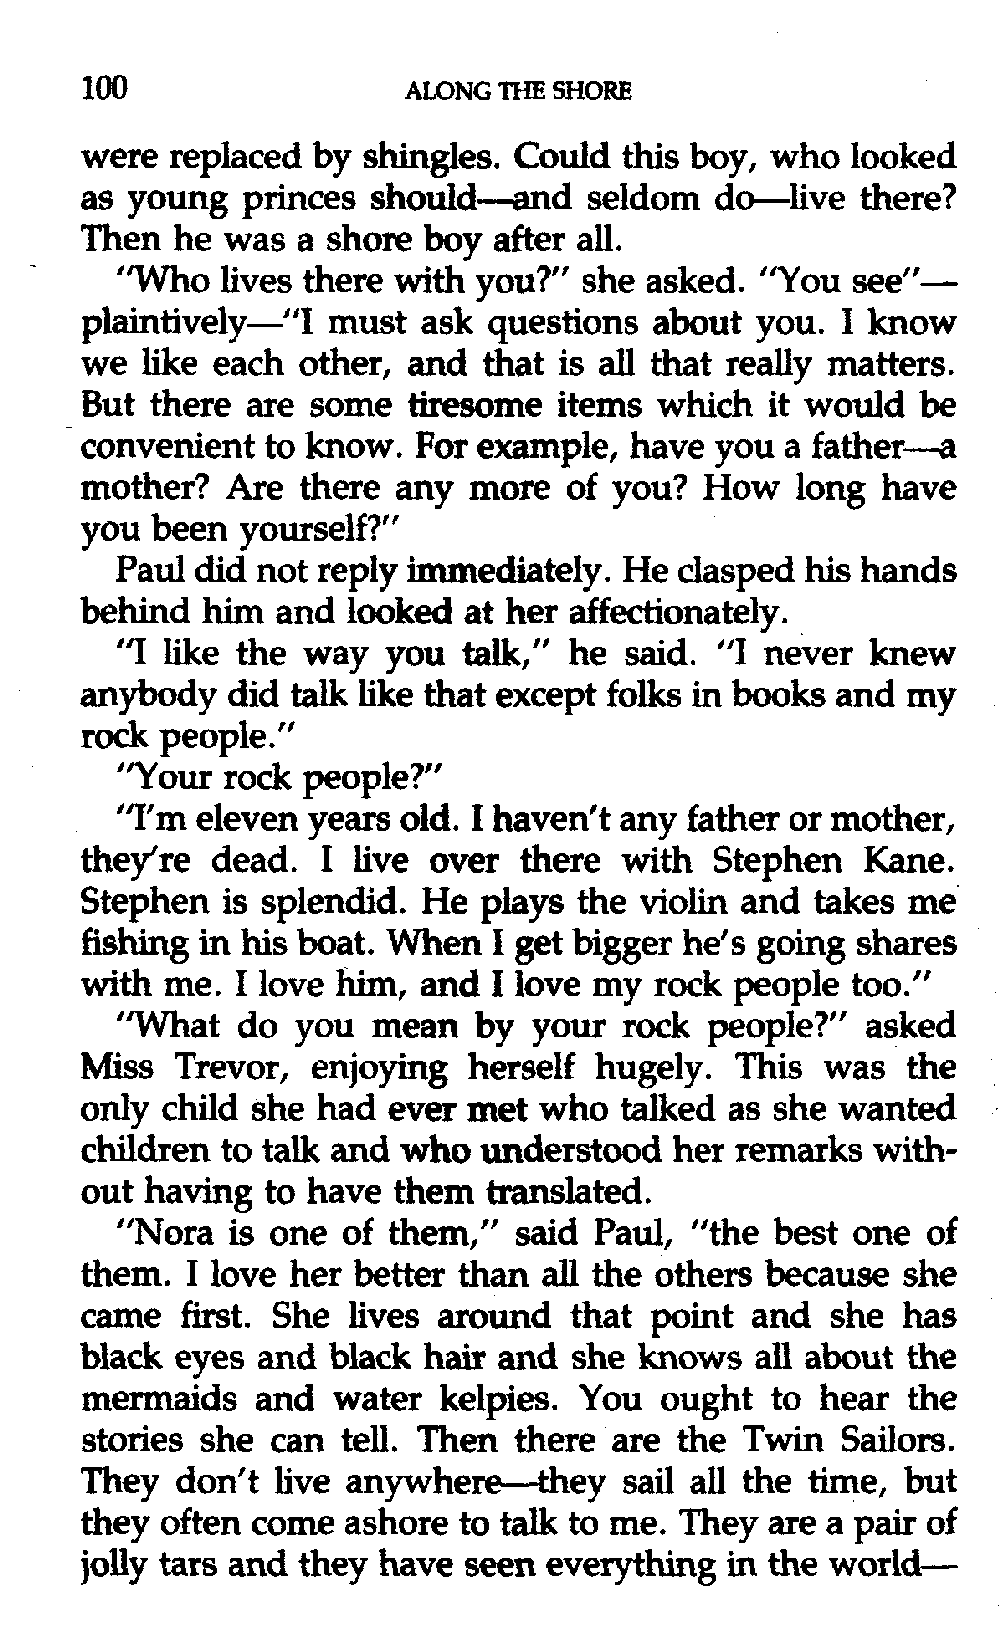 100 ALONG THE SHORE
were replaced by shingles. Could this boy, who looked
as young princes should—and seldom do—live there?
Then he was a shore boy after all.
"Who lives there with you?" she asked. "You see"—
plaintively—"I must ask questions about you. I know
we like each other, and that is all that really matters.
But there are some tiresome items which it would be
convenient to know. For example, have you a father—a
mother? Are there any more of you? How long have
you been yourself?"
Paul did not reply immediately. He clasped his hands
behind him and looked at her affectionately.
"I like the way you talk," he said. "I never knew
anybody did talk like that except folks in books and my
rock people."
"Your rock people?"
"I'm eleven years old. I haven't any father or mother,
they're dead. I live over there with Stephen Kane.
Stephen is splendid. He plays the violin and takes me
fishing in his boat. When I get bigger he's going shares
with me. I love him, and I love my rock people too."
"What do you mean by your rock people?" asked
Miss Trevor, enjoying herself hugely. This was the
only child she had ever met who talked as she wanted
children to talk and who understood her remarks with-
out having to have them translated.
"Nora is one of them," said Paul, "the best one of
them. I love her better than all the others because she
came first. She lives around that point and she has
black eyes and black hair and she knows all about the
mermaids and water kelpies. You ought to hear the
stories she can tell. Then there are the Twin Sailors.
They don't live anywhere—they sail all the time, but
they often come ashore to talk to me. They are a pair of
jolly tars and they have seen everything in the world—